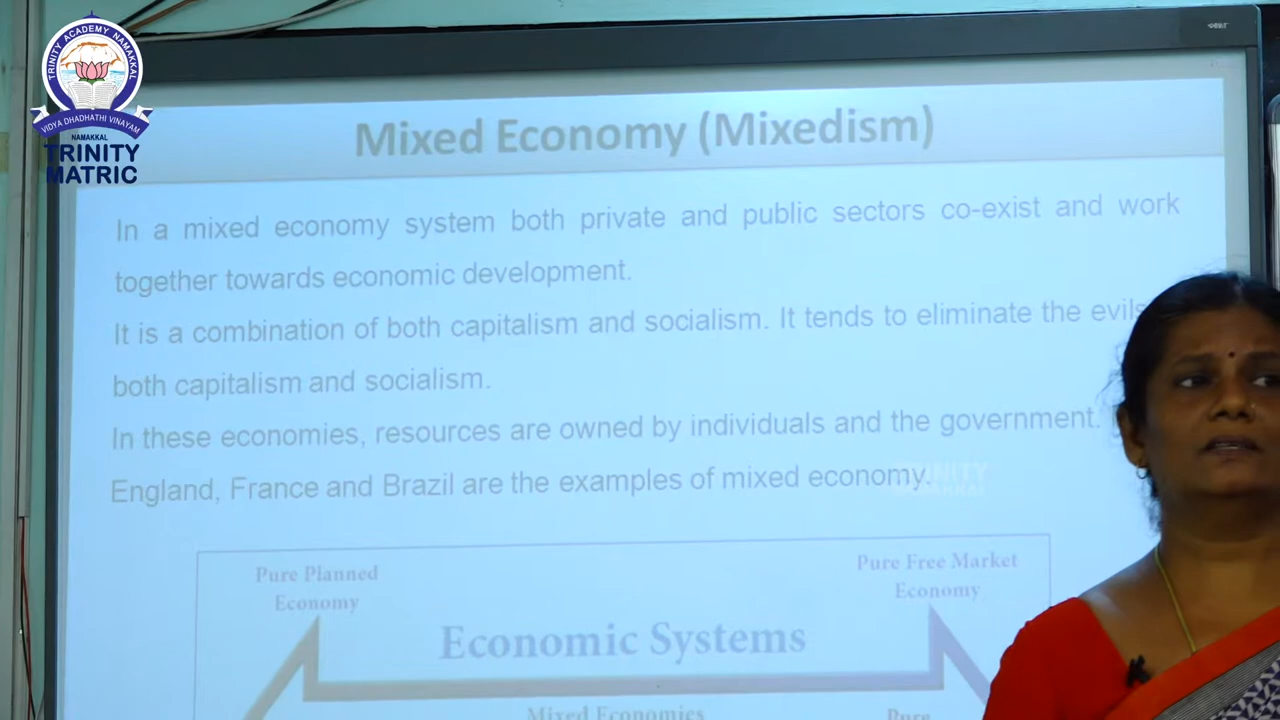 TRINITY ACADEMY NAMAKKAL
VIDYA DHADHATHI VINAYAM
NAMAKKAL
TRINITY
MATRIC
Mixed Economy (Mixedism)
In a mixed economy system both private and public sectors co-exist and work
together towards economic development.
It is a combination of both capitalism and socialism. It tends to eliminate the evils
both capitalism and socialism.
In these economies, resources are owned by individuals and the government.
England, France and Brazil are the examples of mixed economy.
TRINITY
NAMAKKAL
Pure Planned
Economy
Pure Free Market
Economy
Economic Systems
Mixed Economies
Pure